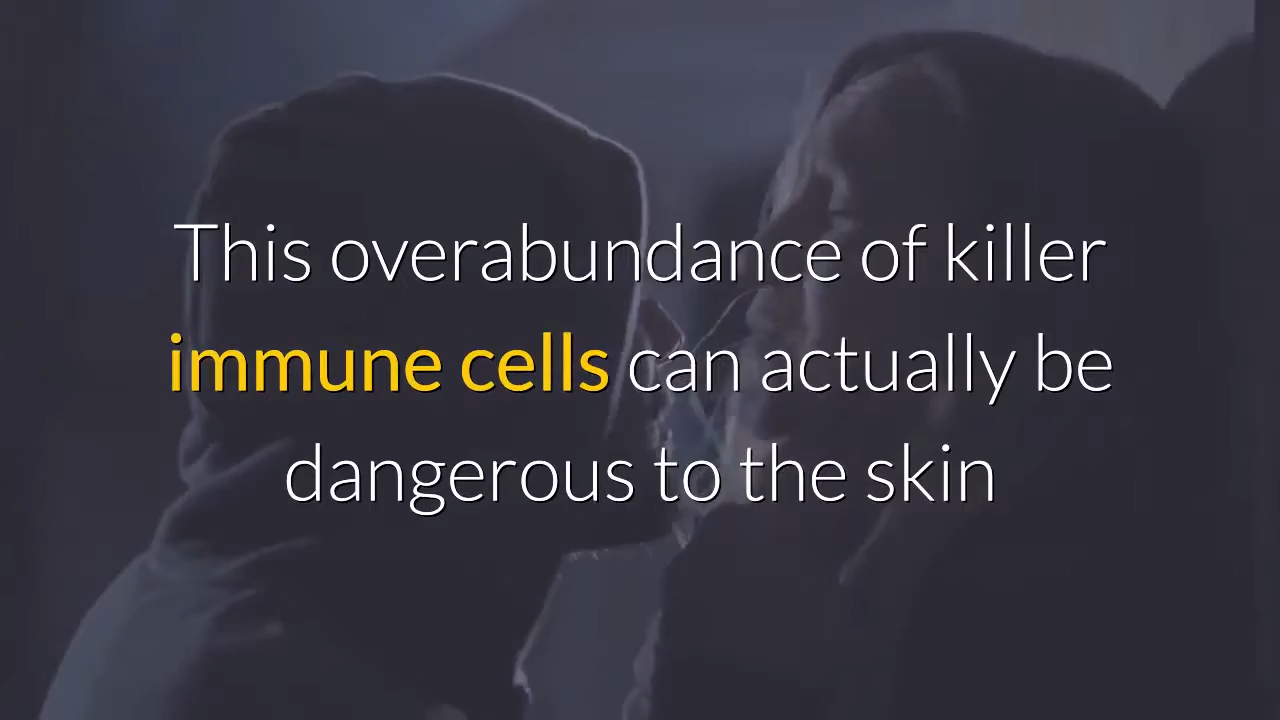 This overabundance of killer
immune cells can actually be
dangerous to the skin